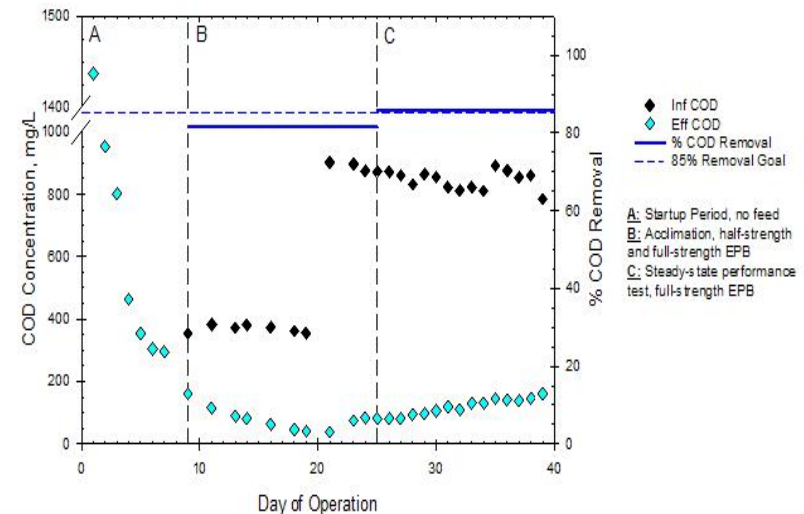 1500
A
B
C
100
1400
1000
80
800
60
600
40
400
20
200
0
0
0
10
20
30
40
COD Concentration, mg/L
% COD Removal
Day of Operation
Inf COD
Eff COD
% COD Removal
85% Removal Goal
A: Startup Period, no feed
B: Acclimation, half-strength
and full-strength EPB
C: Steady-state performance
test, full-strength EPB